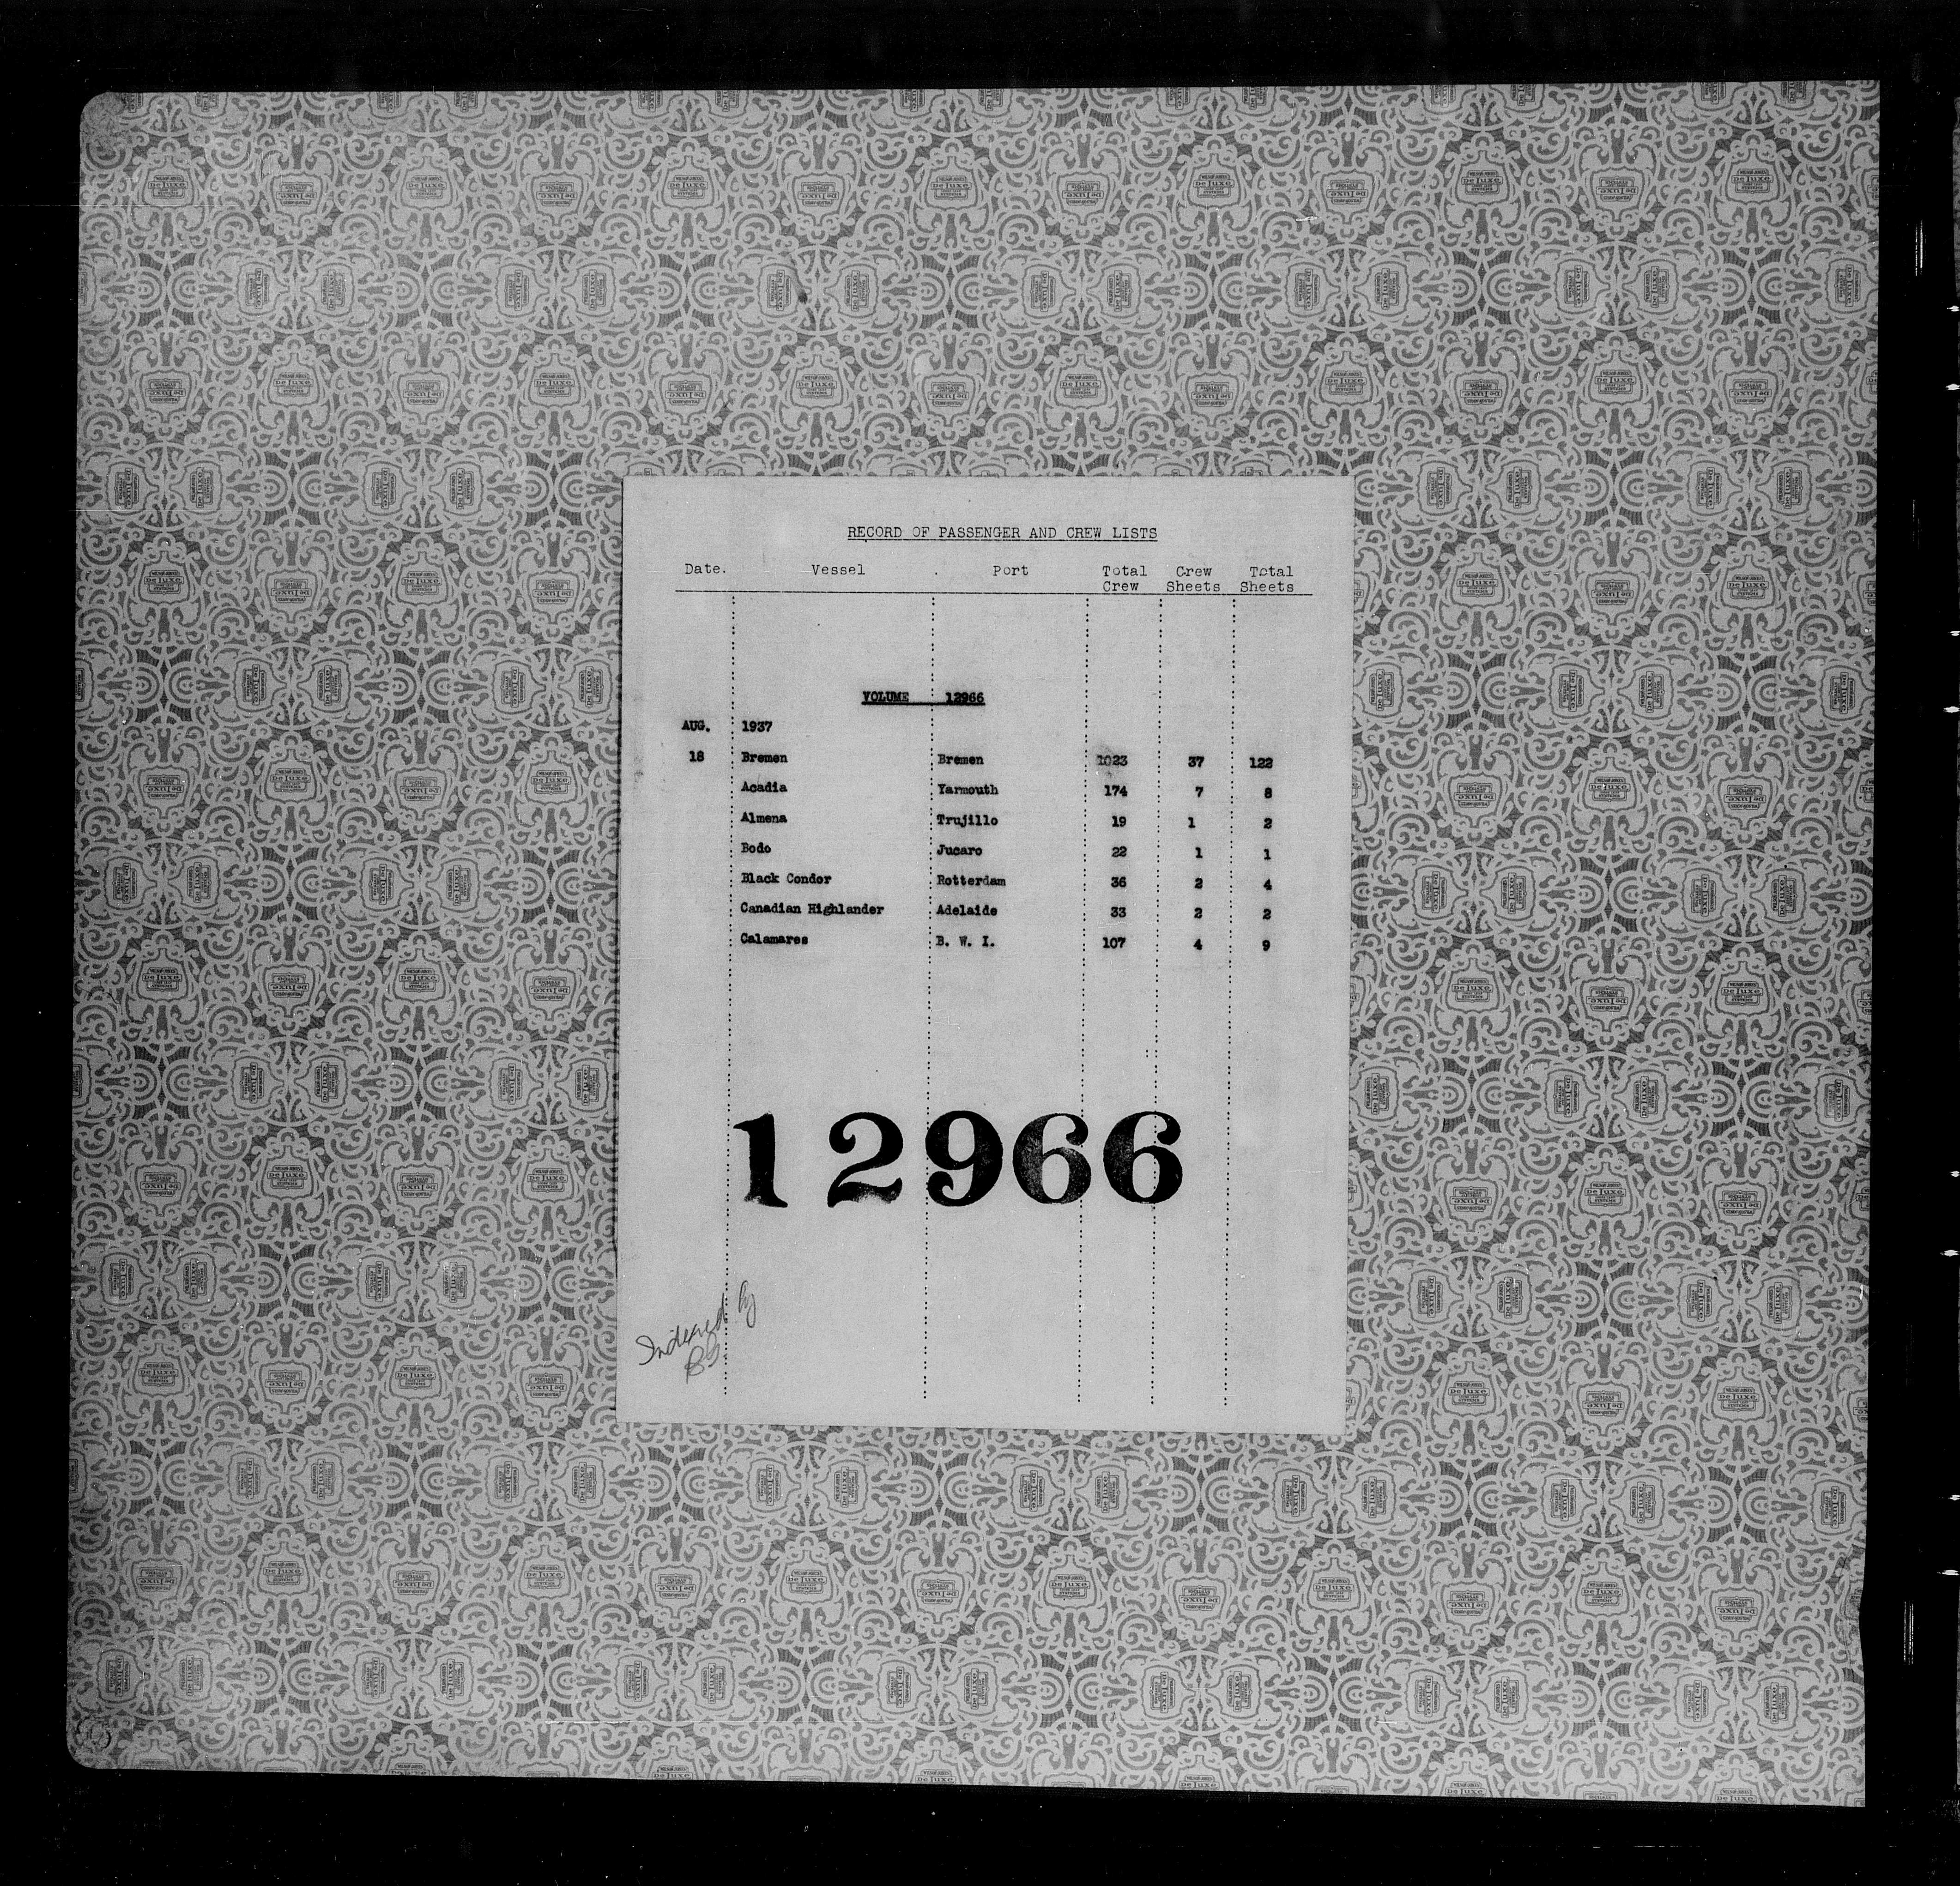 RECORD OF PASSENGER AND CREW LISTS
Date. Vessel Port Total Crew Crew Sheets Total Sheets
VOLUME 12966
AUG. 1937
18 Bremen Bremen 1023 37 122
Acadia Yarmouth 174 7 8
Almena Trujillo 19 1 2
Bodo Jucaro 22 1 1
Black Condor Rotterdam 36 2 4
Canadian Highlander Adelaide 33 2 2
Calamares B. W. I. 107 4 9
12966
Indexed by
De Luxe